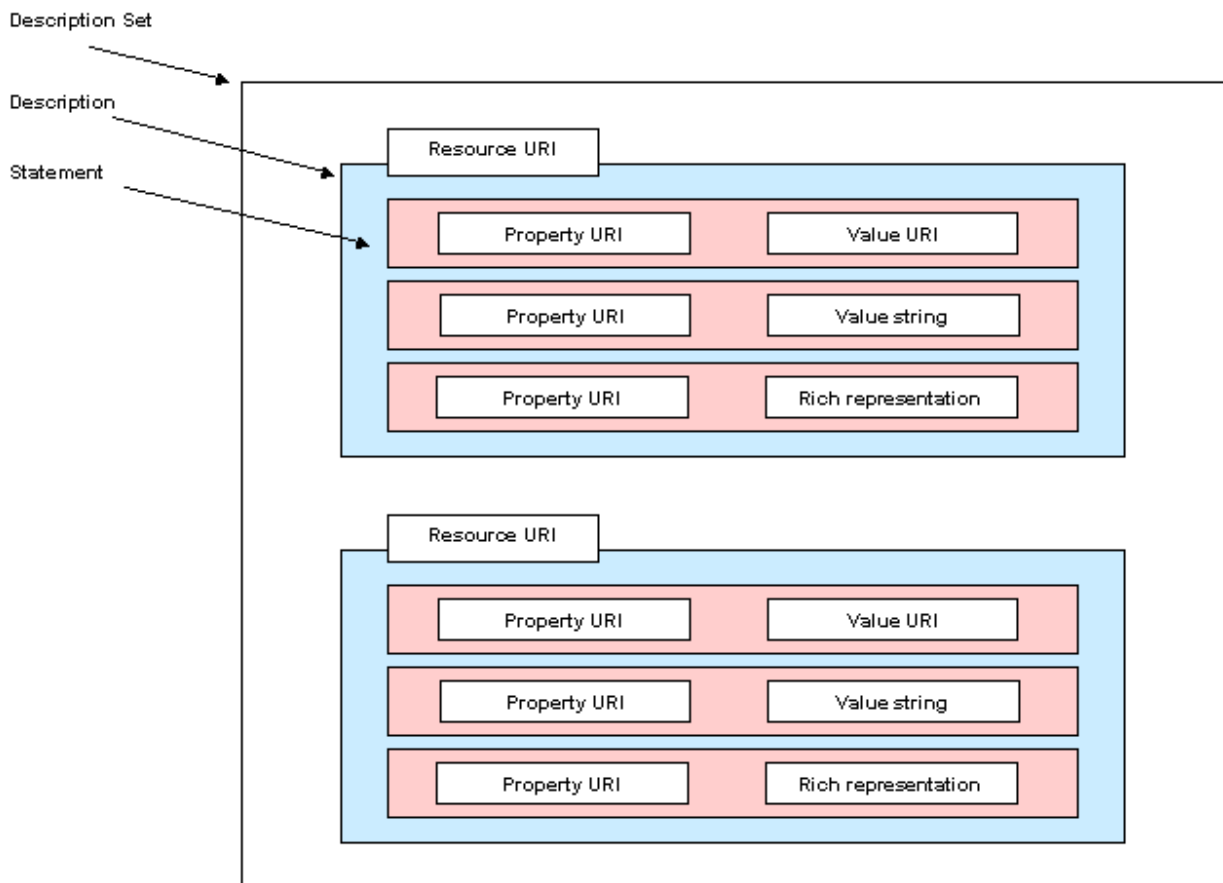 Description Set
Description
Resource URI
Statement
Property URI Value URI
Property URI Value string
Property URI Rich representation
Resource URI
Property URI Value URI
Property URI Value string
Property URI Rich representation